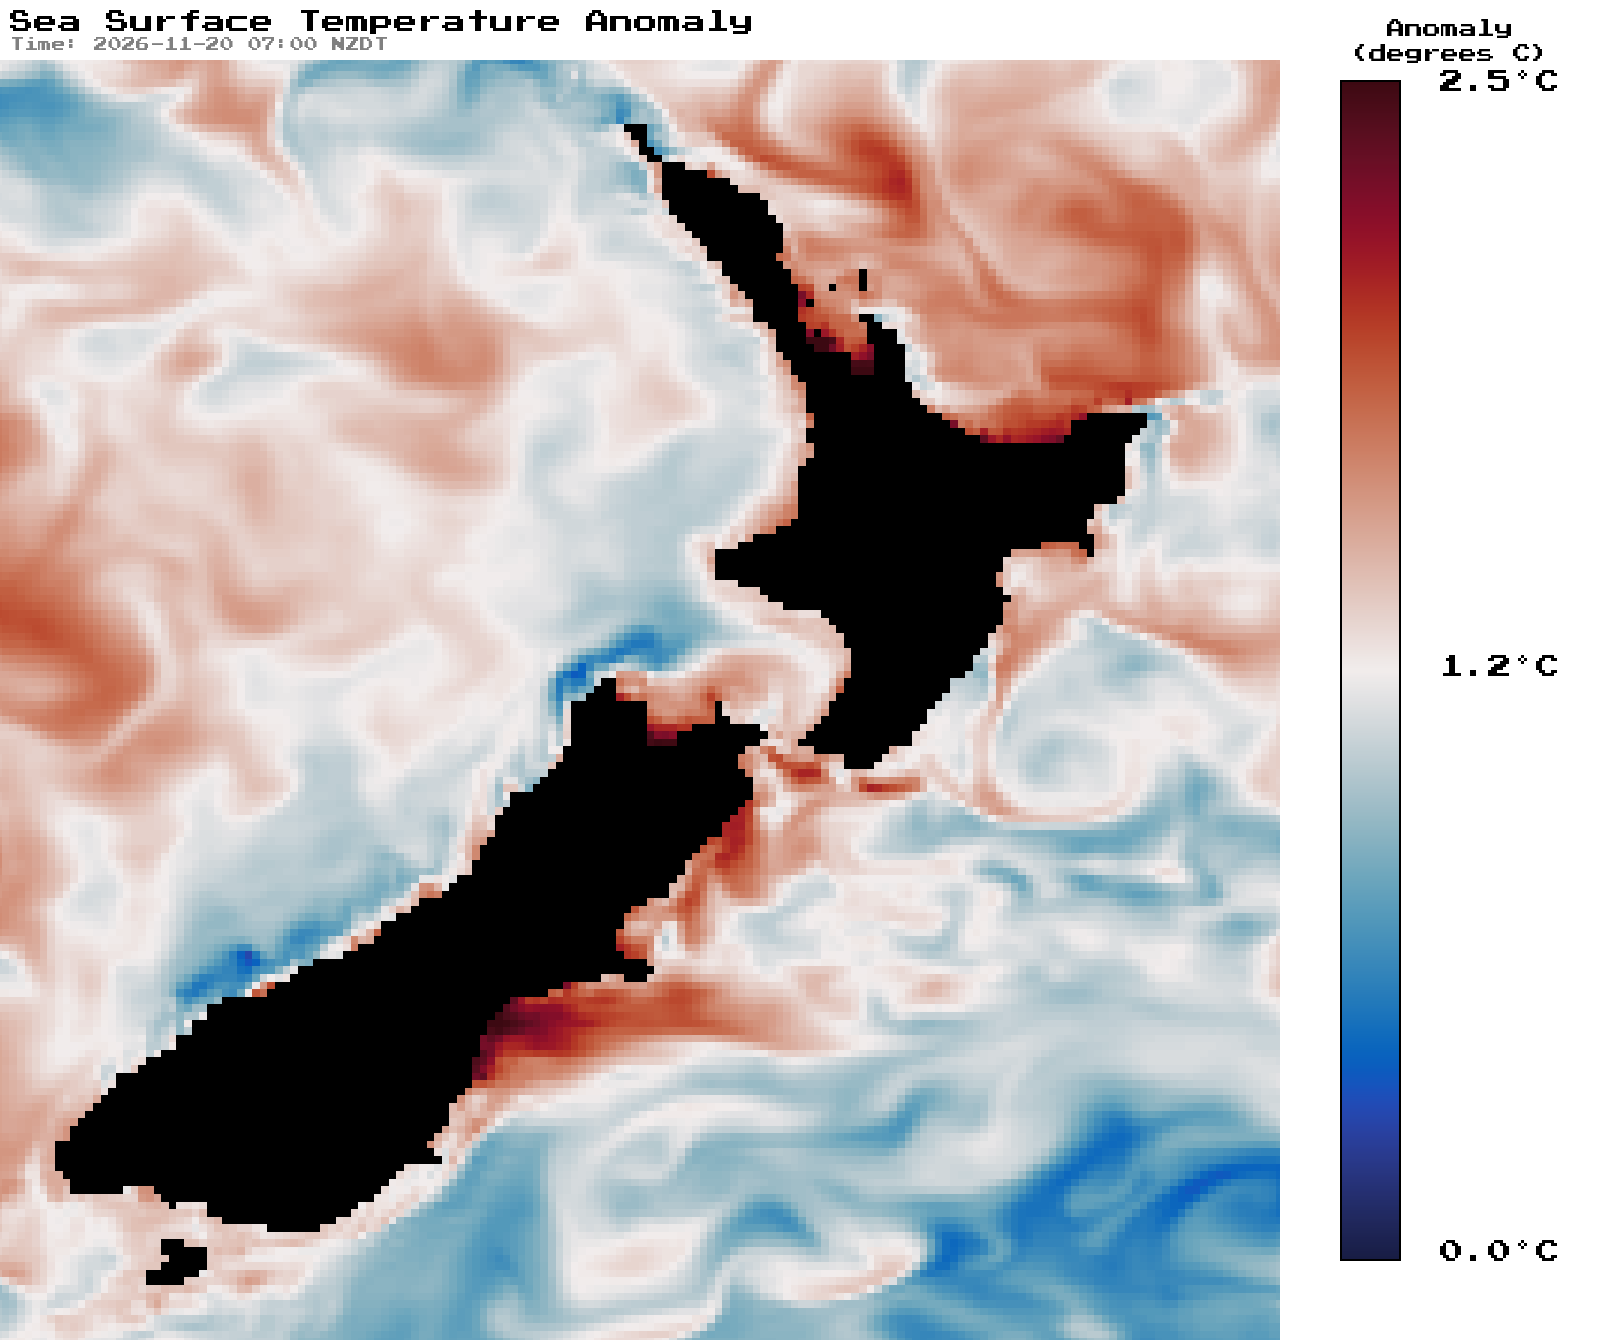 Sea Surface Temperature Anomaly
Time: 2026-11-20 07:00 NZDT
Anomaly
(degrees C)
2.5°C
1.2°C
0.0°C